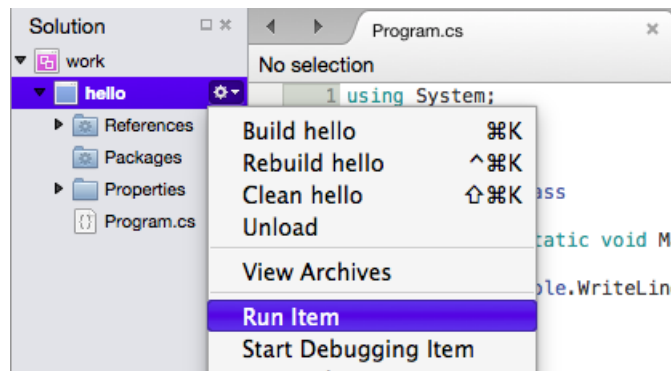 Solution
Program.cs
work
No selection
hello
1 using System;
References
Packages
Properties
Program.cs
Build hello ⌘K
Rebuild hello ^⌘K
Clean hello ⇧⌘K
Unload
View Archives
Run Item
Start Debugging Item
ass
tatic void M
ole.WriteLin